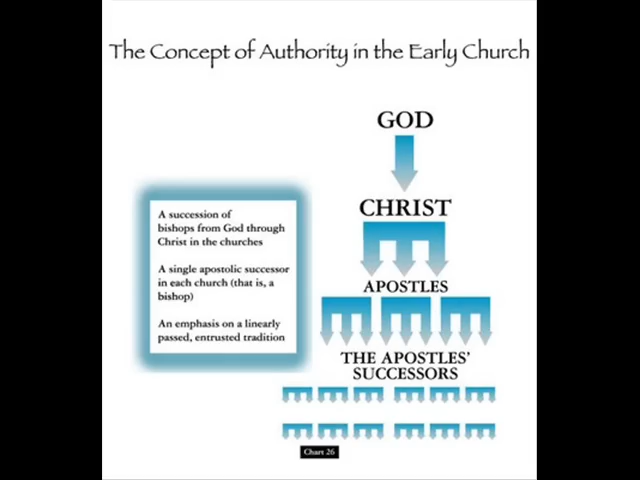 The Concept of Authority in the Early Church
GOD
CHRIST
A succession of
bishops from God through
Christ in the churches
A single apostolic successor
in each church (that is, a
bishop)
An emphasis on a linearly
passed, entrusted tradition
APOSTLES
THE APOSTLES'
SUCCESSORS
Chart 26